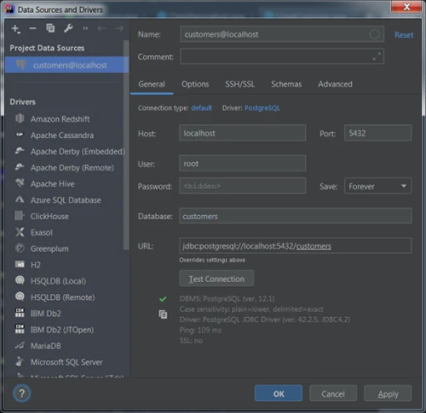 Data Sources and Drivers
Name: customers@localhost Reset
Comment:
Project Data Sources
customers@localhost
General Options SSH/SSL Schemas Advanced
Connection type: default Driver: PostgreSQL
Host: localhost Port: 5432
User: root
Password: <hidden> Save: Forever
Database: customers
URL: jdbc:postgresql://localhost:5432/customers
Overrides settings above
Test Connection
DBMS: PostgreSQL (ver. 12.1)
Case sensitivity: plain=lower, delimited=exact
Driver: PostgreSQL JDBC Driver (ver. 42.2.5, JDBC4.2)
Ping: 109 ms
SSL: no
Drivers
Amazon Redshift
Apache Cassandra
Apache Derby (Embedded)
Apache Derby (Remote)
Apache Hive
Azure SQL Database
ClickHouse
Exasol
Greenplum
H2
HSQLDB (Local)
HSQLDB (Remote)
IBM Db2
IBM Db2 (JTOpen)
MariaDB
Microsoft SQL Server
Microsoft SQL Server
? OK Cancel Apply